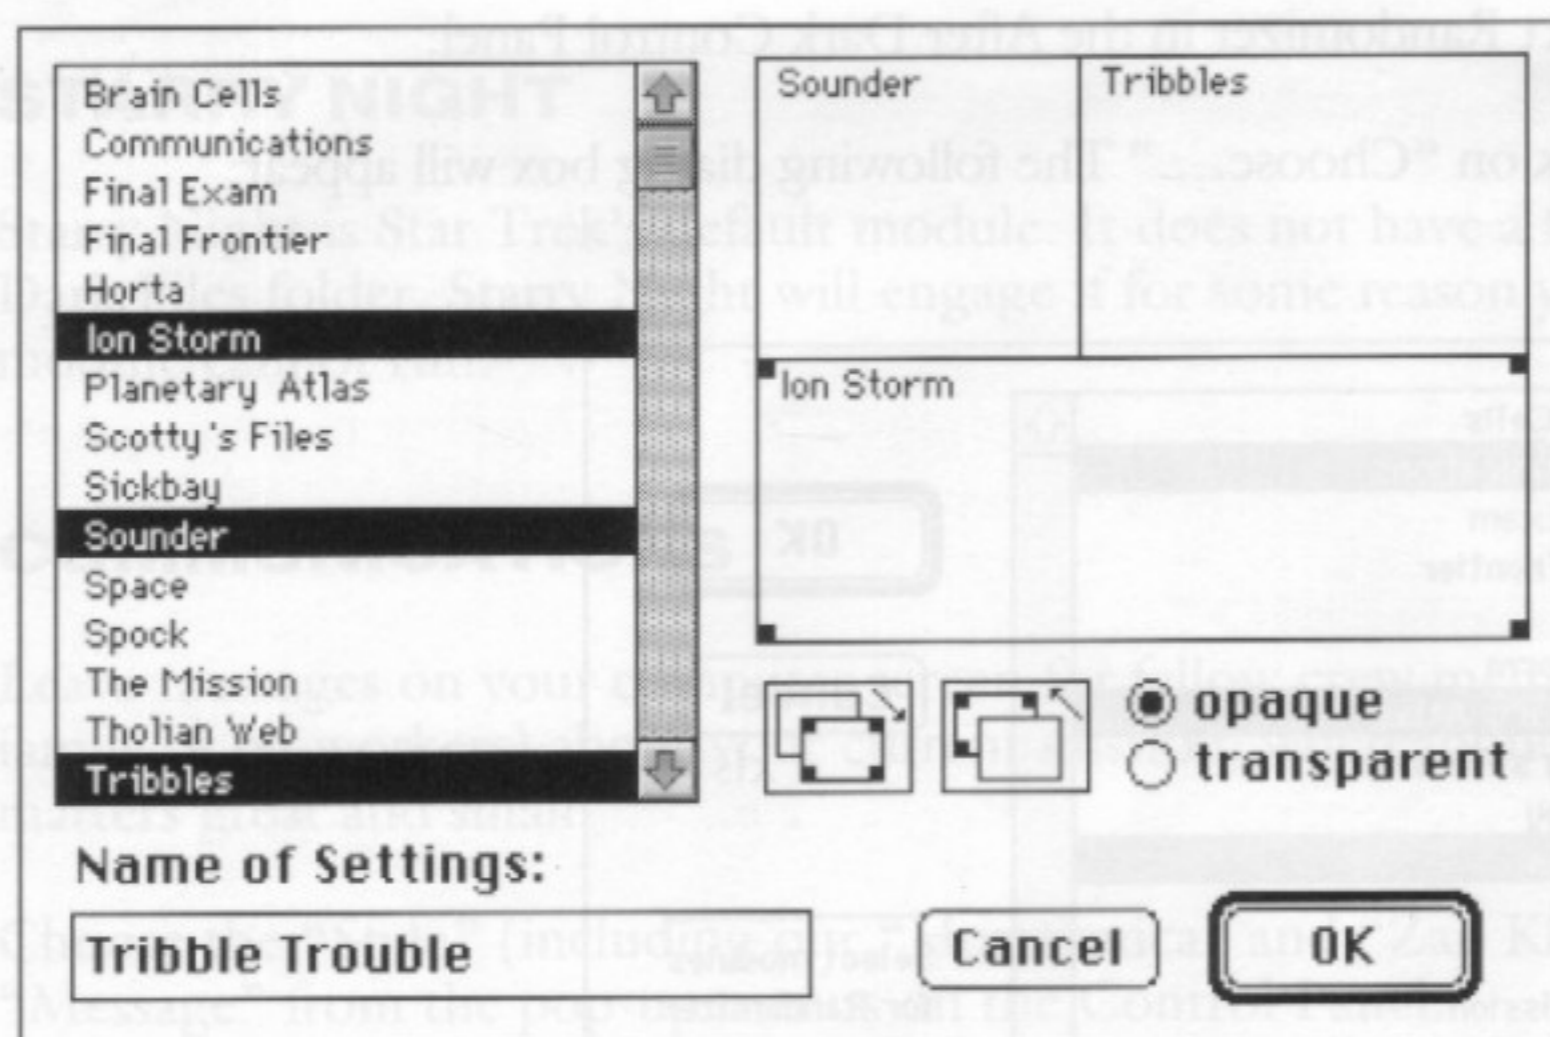 Brain Cells
Communications
Final Exam
Final Frontier
Horta
Ion Storm
Planetary Atlas
Scotty's Files
Sickbay
Sounder
Space
Spock
The Mission
Tholian Web
Tribbles
Sounder
Tribbles
Ion Storm
opaque
transparent
Name of Settings:
Tribble Trouble
Cancel
OK